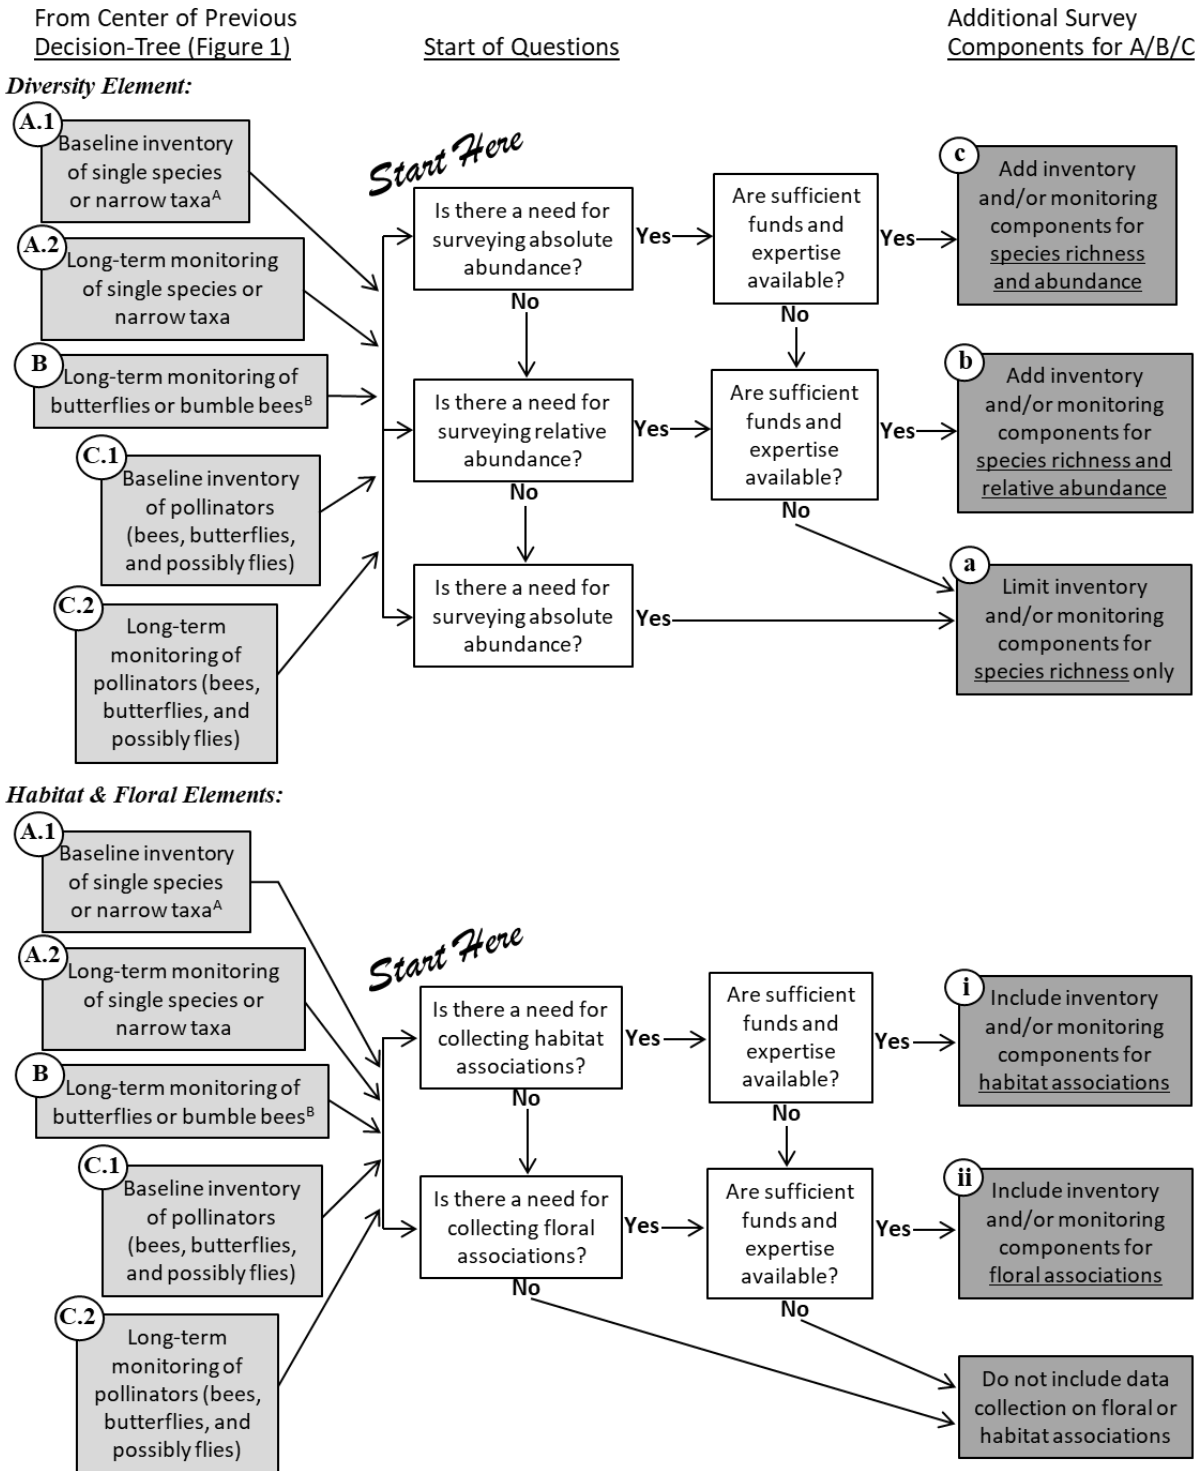 From Center of Previous
Decision-Tree (Figure 1)
Start of Questions
Additional Survey
Components for A/B/C
Diversity Element:
A.1
Baseline inventory
of single species
or narrow taxaA
A.2
Long-term monitoring
of single species or
narrow taxa
B
Long-term monitoring of
butterflies or bumble beesB
C.1
Baseline inventory
of pollinators
(bees, butterflies,
and possibly flies)
C.2
Long-term
monitoring of
pollinators (bees,
butterflies, and
possibly flies)
Start Here
Is there a need for
surveying absolute
abundance?
Yes
Are sufficient
funds and
expertise
available?
Yes
c
Add inventory
and/or monitoring
components for
species richness
and abundance
No
No
Is there a need for
surveying relative
abundance?
Yes
Are sufficient
funds and
expertise
available?
Yes
b
Add inventory
and/or monitoring
components for
species richness and
relative abundance
No
No
Is there a need for
surveying absolute
abundance?
Yes
a
Limit inventory
and/or monitoring
components for
species richness only
Habitat & Floral Elements:
A.1
Baseline inventory
of single species
or narrow taxaA
A.2
Long-term monitoring
of single species or
narrow taxa
B
Long-term monitoring of
butterflies or bumble beesB
C.1
Baseline inventory
of pollinators
(bees, butterflies,
and possibly flies)
C.2
Long-term
monitoring of
pollinators (bees,
butterflies, and
possibly flies)
Start Here
Is there a need for
collecting habitat
associations?
Yes
Are sufficient
funds and
expertise
available?
Yes
i
Include inventory
and/or monitoring
components for
habitat associations
No
No
Is there a need for
collecting floral
associations?
Yes
Are sufficient
funds and
expertise
available?
Yes
ii
Include inventory
and/or monitoring
components for
floral associations
No
No
Do not include data
collection on floral or
habitat associations